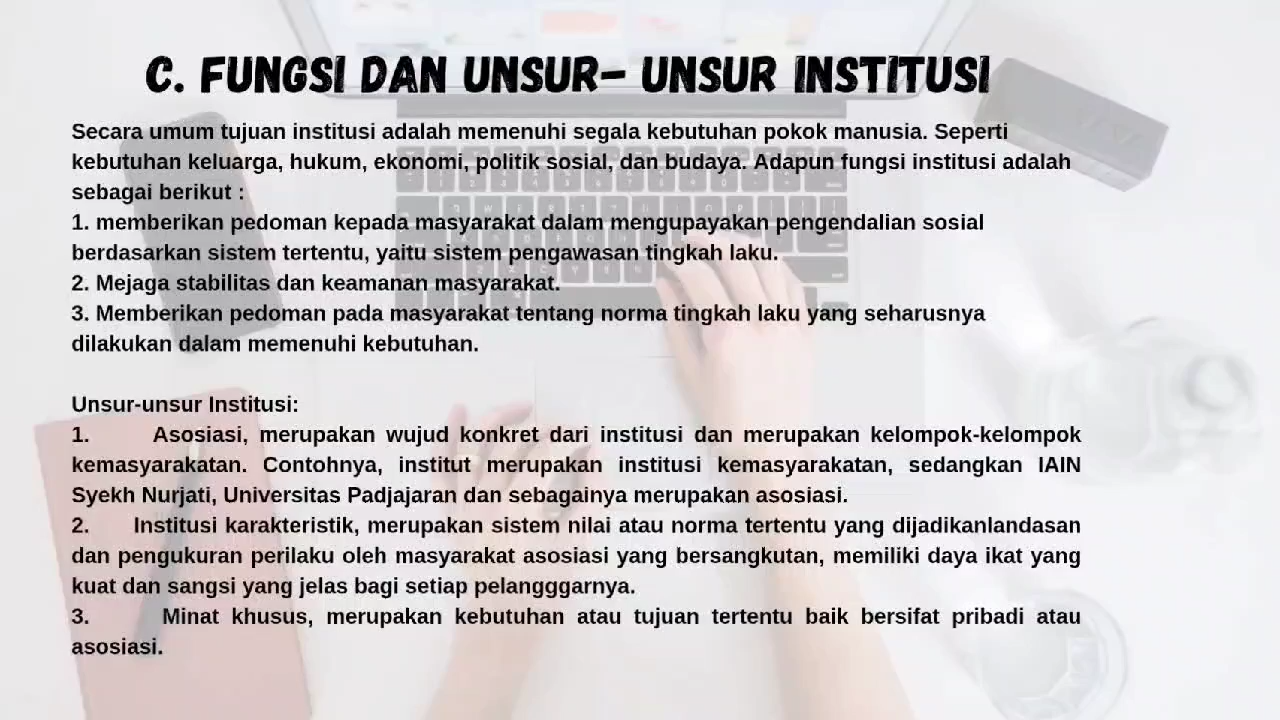 C. FUNGSI DAN UNSUR- UNSUR INSTITUSI
Secara umum tujuan institusi adalah memenuhi segala kebutuhan pokok manusia. Seperti
kebutuhan keluarga, hukum, ekonomi, politik sosial, dan budaya. Adapun fungsi institusi adalah
sebagai berikut :
1. memberikan pedoman kepada masyarakat dalam mengupayakan pengendalian sosial
berdasarkan sistem tertentu, yaitu sistem pengawasan tingkah laku.
2. Mejaga stabilitas dan keamanan masyarakat.
3. Memberikan pedoman pada masyarakat tentang norma tingkah laku yang seharusnya
dilakukan dalam memenuhi kebutuhan.
Unsur-unsur Institusi:
1. Asosiasi, merupakan wujud konkret dari institusi dan merupakan kelompok-kelompok
kemasyarakatan. Contohnya, institut merupakan institusi kemasyarakatan, sedangkan IAIN
Syekh Nurjati, Universitas Padjajaran dan sebagainya merupakan asosiasi.
2. Institusi karakteristik, merupakan sistem nilai atau norma tertentu yang dijadikanlandasan
dan pengukuran perilaku oleh masyarakat asosiasi yang bersangkutan, memiliki daya ikat yang
kuat dan sangsi yang jelas bagi setiap pelangggarnya.
3. Minat khusus, merupakan kebutuhan atau tujuan tertentu baik bersifat pribadi atau
asosiasi.